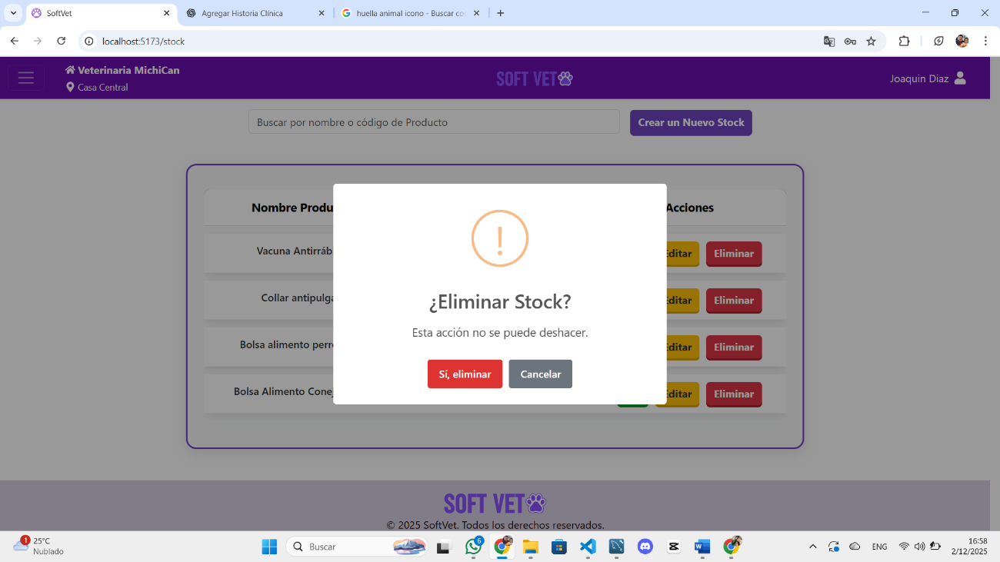 SoftVet
Agregar Historia Clínica
huella animal icono - Buscar co
localhost:5173/stock
Veterinaria MichiCan
Casa Central
SOFT VET
Joaquin Diaz
Buscar por nombre o código de Producto
Crear un Nuevo Stock
Nombre Produ
Acciones
Vacuna Antirráb
Editar
Eliminar
Collar antipulga
Editar
Eliminar
Bolsa alimento perro
Editar
Eliminar
Bolsa Alimento Conej
Editar
Eliminar
!
¿Eliminar Stock?
Esta acción no se puede deshacer.
Sí, eliminar
Cancelar
SOFT VET
© 2025 SoftVet. Todos los derechos reservados.
1
25°C
Nublado
Buscar
6
ENG
16:58
2/12/2025